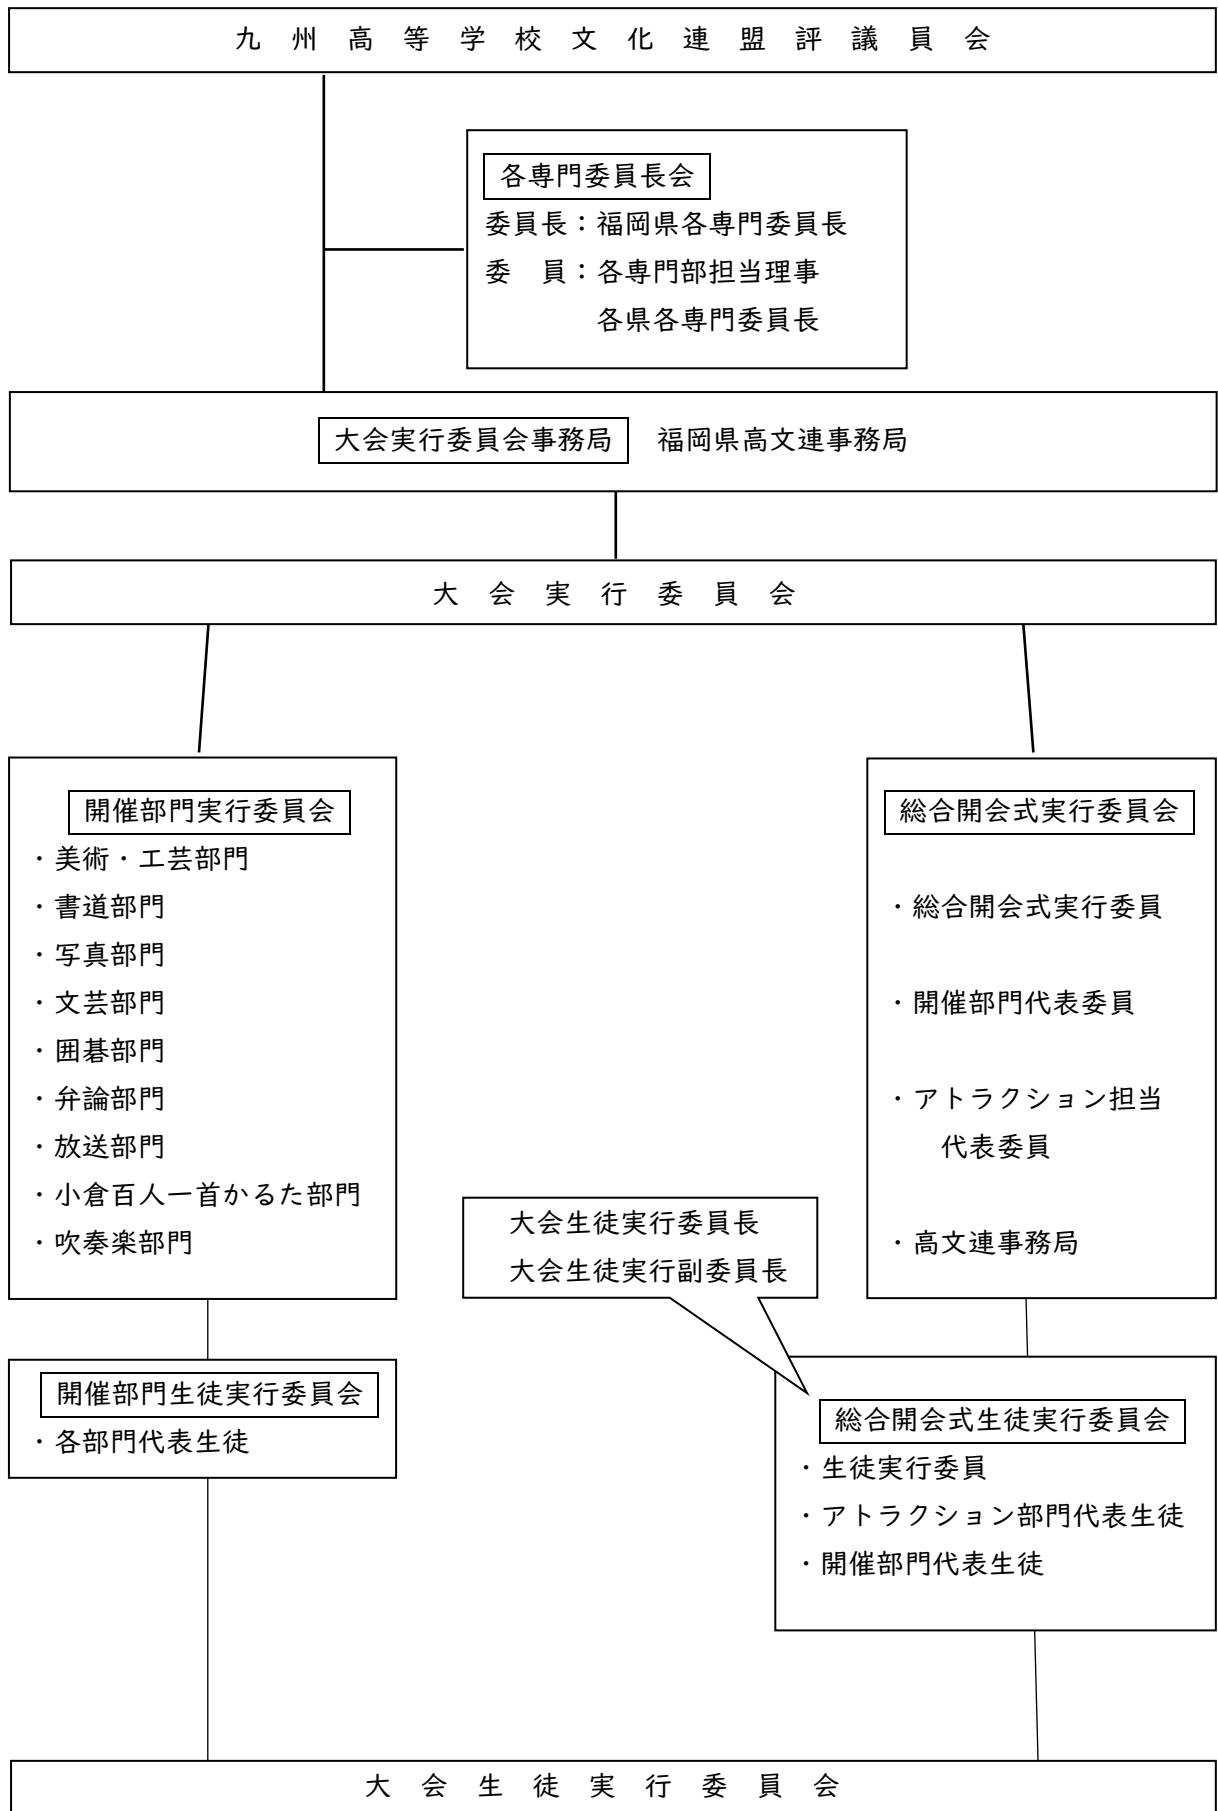 九州高等学校文化連盟評議員会
各専門委員長会
委員長：福岡県各専門委員長
委　員：各専門部担当理事
各県各専門委員長
大会実行委員会事務局　福岡県高文連事務局
大会実行委員会
開催部門実行委員会
・美術・工芸部門
・書道部門
・写真部門
・文芸部門
・囲碁部門
・弁論部門
・放送部門
・小倉百人一首かるた部門
・吹奏楽部門
総合開会式実行委員会
・総合開会式実行委員
・開催部門代表委員
・アトラクション担当
代表委員
・高文連事務局
大会生徒実行委員長
大会生徒実行副委員長
開催部門生徒実行委員会
・各部門代表生徒
総合開会式生徒実行委員会
・生徒実行委員
・アトラクション部門代表生徒
・開催部門代表生徒
大会生徒実行委員会